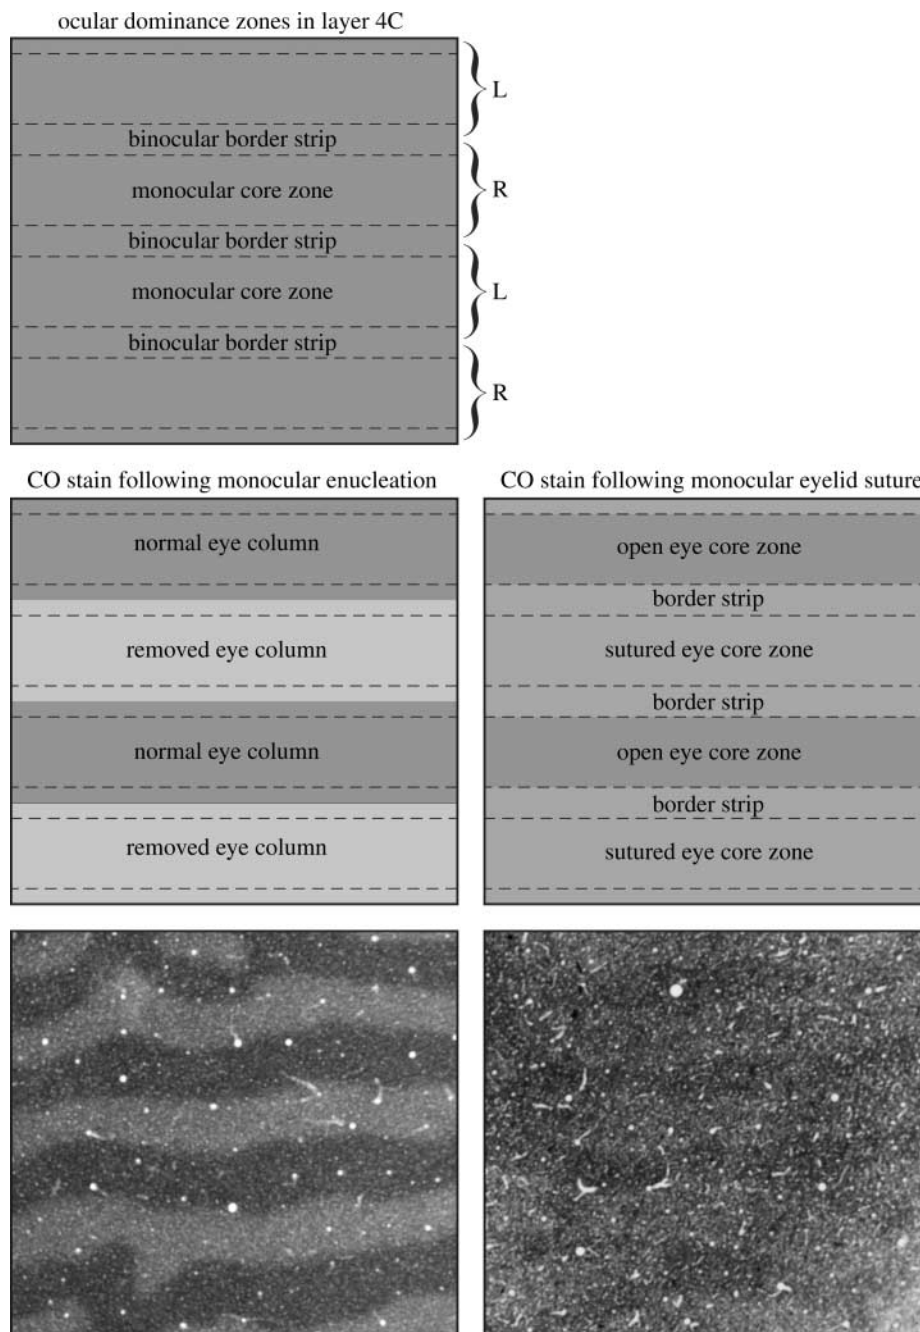 ocular dominance zones in layer 4C
L
binocular border strip
monocular core zone
R
binocular border strip
monocular core zone
L
binocular border strip
R
CO stain following monocular enucleation
normal eye column
removed eye column
normal eye column
removed eye column
CO stain following monocular eyelid suture
open eye core zone
border strip
sutured eye core zone
border strip
open eye core zone
border strip
sutured eye core zone